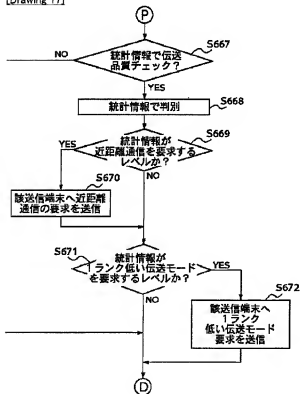 [Drawing 17]
P
S667
統計情報で伝送
品質チェック?
NO
YES
統計情報で判別
S668
S669
統計情報が
近距離通信を要求する
レベルか?
YES
NO
S670
該送信端末へ近距離
通信の要求を送信
S671
統計情報が
1ランク低い伝送モード
を要求するレベルか?
YES
NO
S672
該送信端末へ
1ランク
低い伝送モード
要求を送信
D